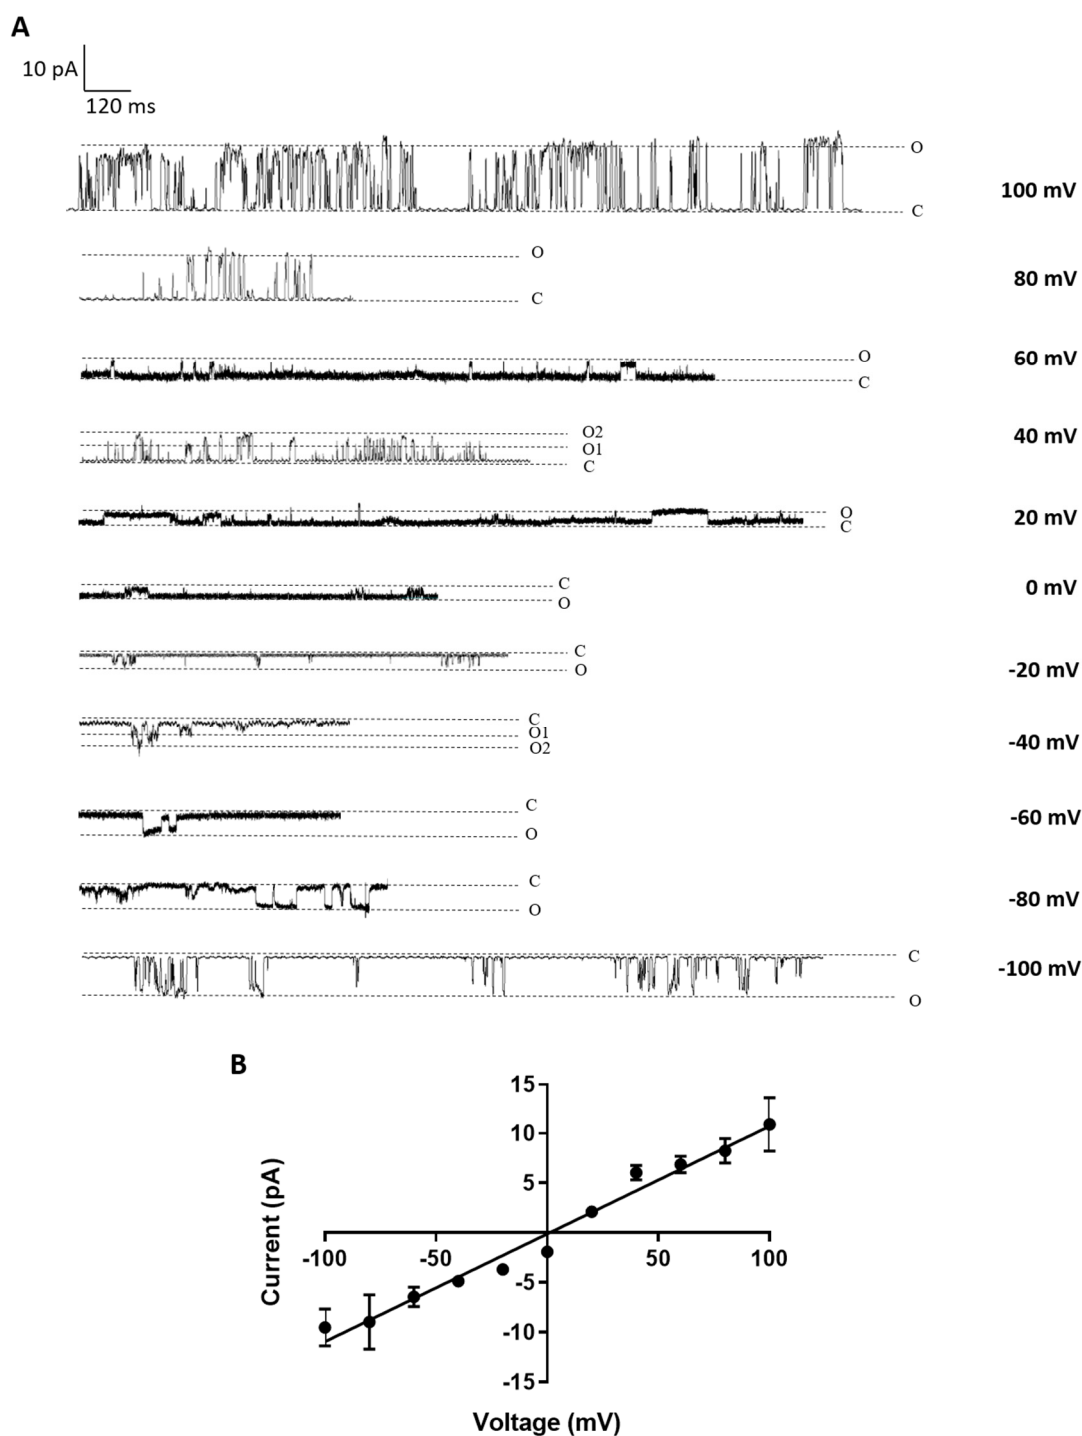 A
10 pA
120 ms
O
100 mV
C
O
80 mV
C
O
60 mV
C
O2
40 mV
O1
C
O
20 mV
C
C
0 mV
O
C
-20 mV
O
C
O1
-40 mV
O2
C
-60 mV
O
C
-80 mV
O
C
-100 mV
O
B
15
10
5
-100
-50
50
100
-5
-10
-15
Current (pA)
Voltage (mV)